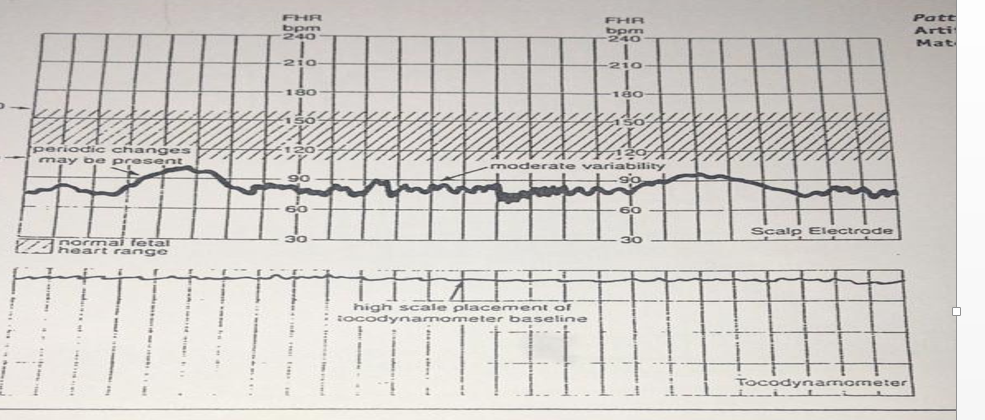 FHR
bpm
240
210
180
150
120
90
60
30
FHR
bpm
240
210
180
150
120
90
60
30
Patt
Arti
Mat
periodic changes
may be present
moderate variability
Scalp Electrode
normal fetal
heart range
high scale placement of
tocodynamometer baseline
Tocodynamometer